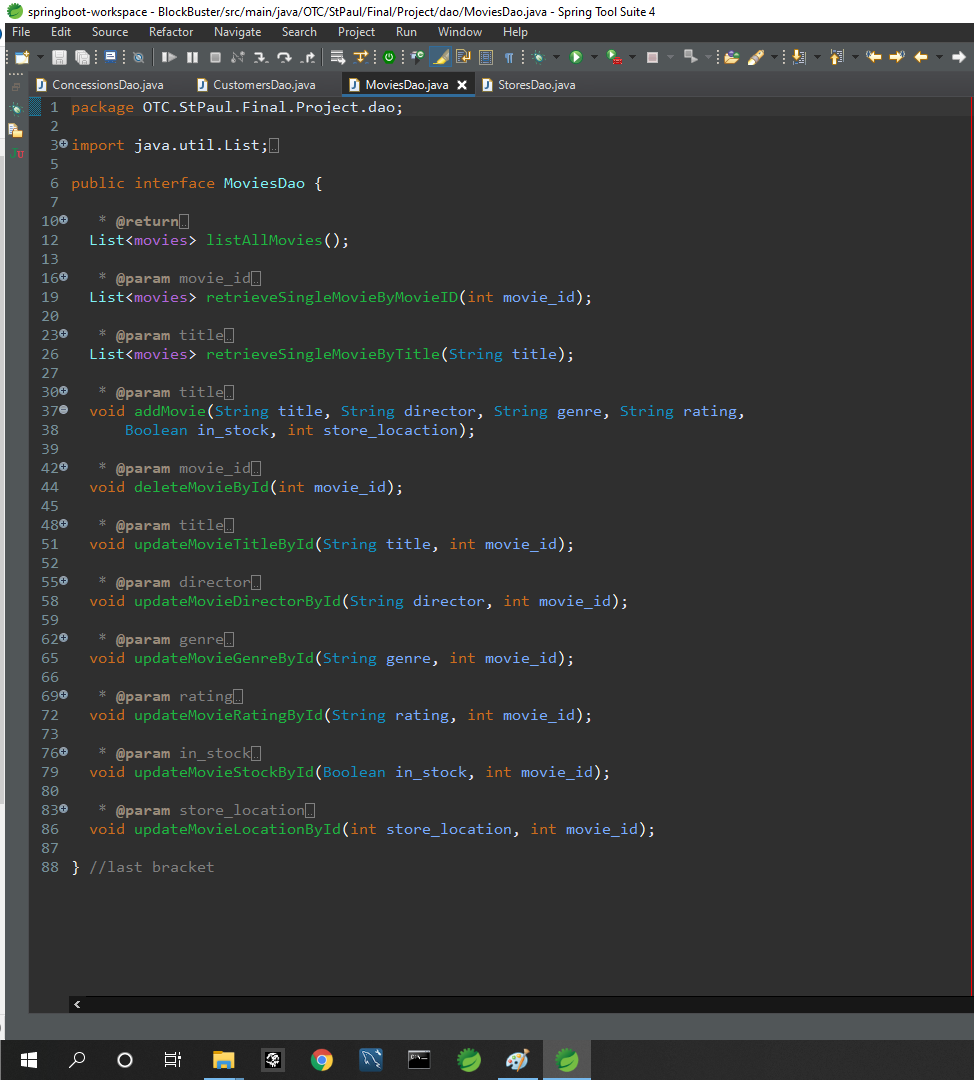 springboot-workspace - BlockBuster/src/main/java/OTC/StPaul/Final/Project/dao/MoviesDao.java - Spring Tool Suite 4
File Edit Source Refactor Navigate Search Project Run Window Help
ConcessionsDao.java CustomersDao.java MoviesDao.java StoresDao.java
1 package OTC.StPaul.Final.Project.dao;
2
3 import java.util.List;
5
6 public interface MoviesDao {
7
10 * @return
12 List<movies> listAllMovies();
13
16 * @param movie_id
19 List<movies> retrieveSingleMovieByMovieID(int movie_id);
20
23 * @param title
26 List<movies> retrieveSingleMovieByTitle(String title);
27
30 * @param title
37 void addMovie(String title, String director, String genre, String rating,
38 Boolean in_stock, int store_locaction);
39
42 * @param movie_id
44 void deleteMovieById(int movie_id);
45
48 * @param title
51 void updateMovieTitleById(String title, int movie_id);
52
55 * @param director
58 void updateMovieDirectorById(String director, int movie_id);
59
62 * @param genre
65 void updateMovieGenreById(String genre, int movie_id);
66
69 * @param rating
72 void updateMovieRatingById(String rating, int movie_id);
73
76 * @param in_stock
79 void updateMovieStockById(Boolean in_stock, int movie_id);
80
83 * @param store_location
86 void updateMovieLocationById(int store_location, int movie_id);
87
88 } //last bracket